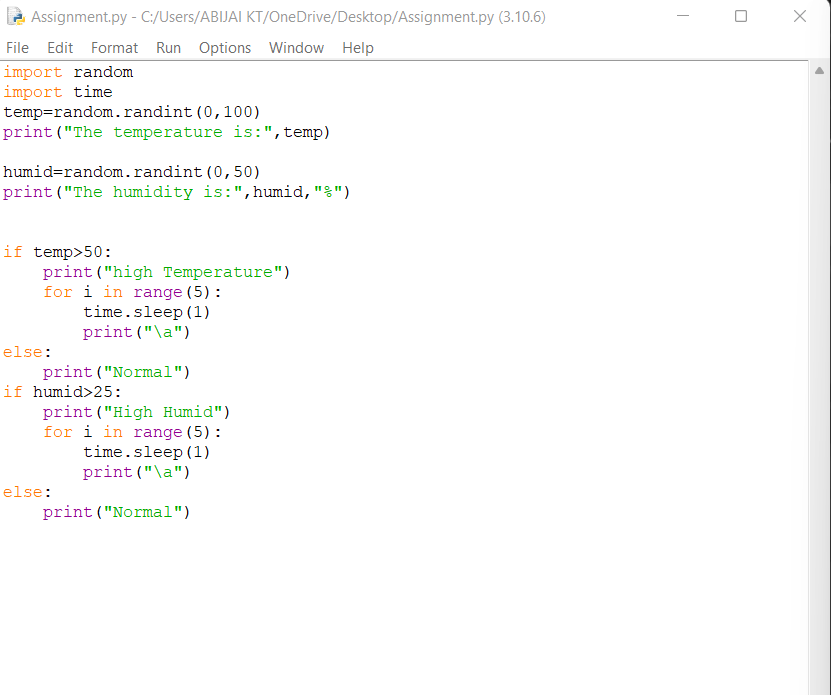 Assignment.py - C:/Users/ABIJAI KT/OneDrive/Desktop/Assignment.py (3.10.6)
File Edit Format Run Options Window Help
import random
import time
temp=random.randint(0,100)
print("The temperature is:",temp)

humid=random.randint(0,50)
print("The humidity is:",humid,"%")


if temp>50:
    print("high Temperature")
    for i in range(5):
        time.sleep(1)
        print("\a")
else:
    print("Normal")
if humid>25:
    print("High Humid")
    for i in range(5):
        time.sleep(1)
        print("\a")
else:
    print("Normal")